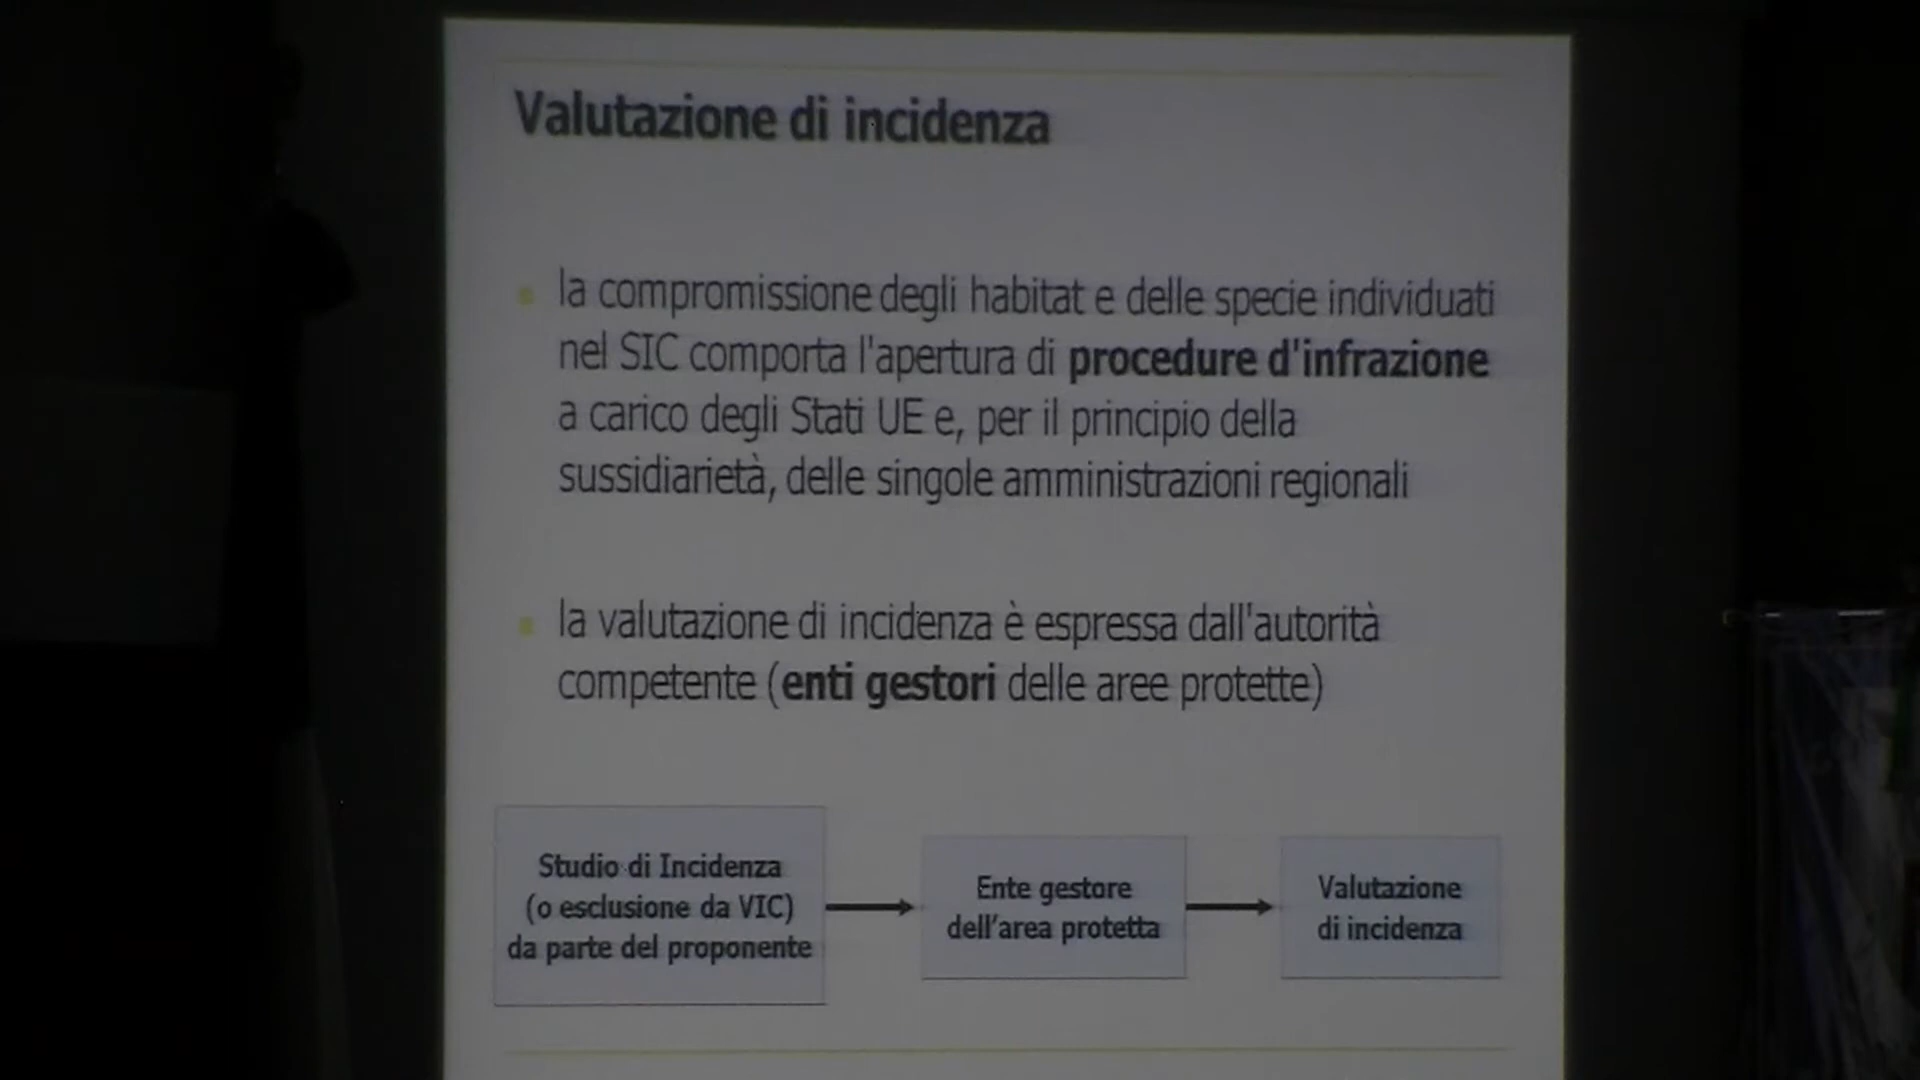 Valutazione di incidenza
la compromissione degli habitat e delle specie individuati
nel SIC comporta l'apertura di procedure d'infrazione
a carico degli Stati UE e, per il principio della
sussidiarietà, delle singole amministrazioni regionali
la valutazione di incidenza è espressa dall'autorità
competente (enti gestori delle aree protette)
Studio di Incidenza
(o esclusione da VIC)
da parte del proponente
Ente gestore
dell'area protetta
Valutazione
di incidenza